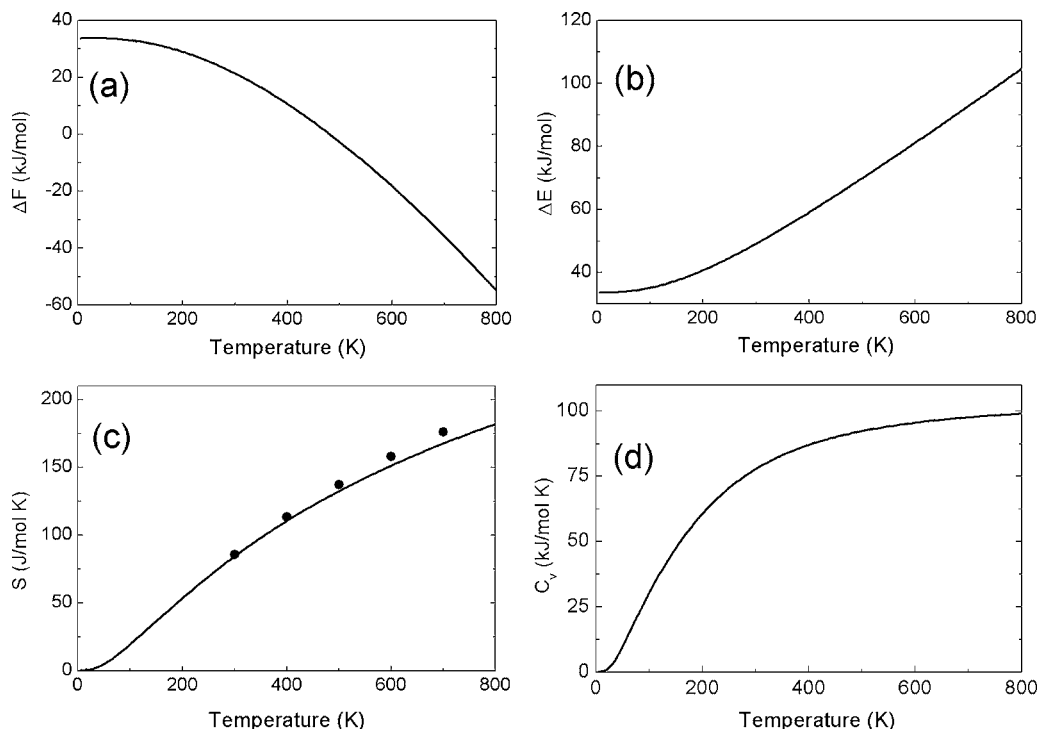 40
20
0
-20
-40
-60
ΔF (kJ/mol)
(a)
0 200 400 600 800
Temperature (K)
120
100
80
60
40
ΔE (kJ/mol)
(b)
0 200 400 600 800
Temperature (K)
200
150
100
50
0
S (J/mol K)
(c)
0 200 400 600 800
Temperature (K)
100
75
50
25
0
Cv (kJ/mol K)
(d)
0 200 400 600 800
Temperature (K)